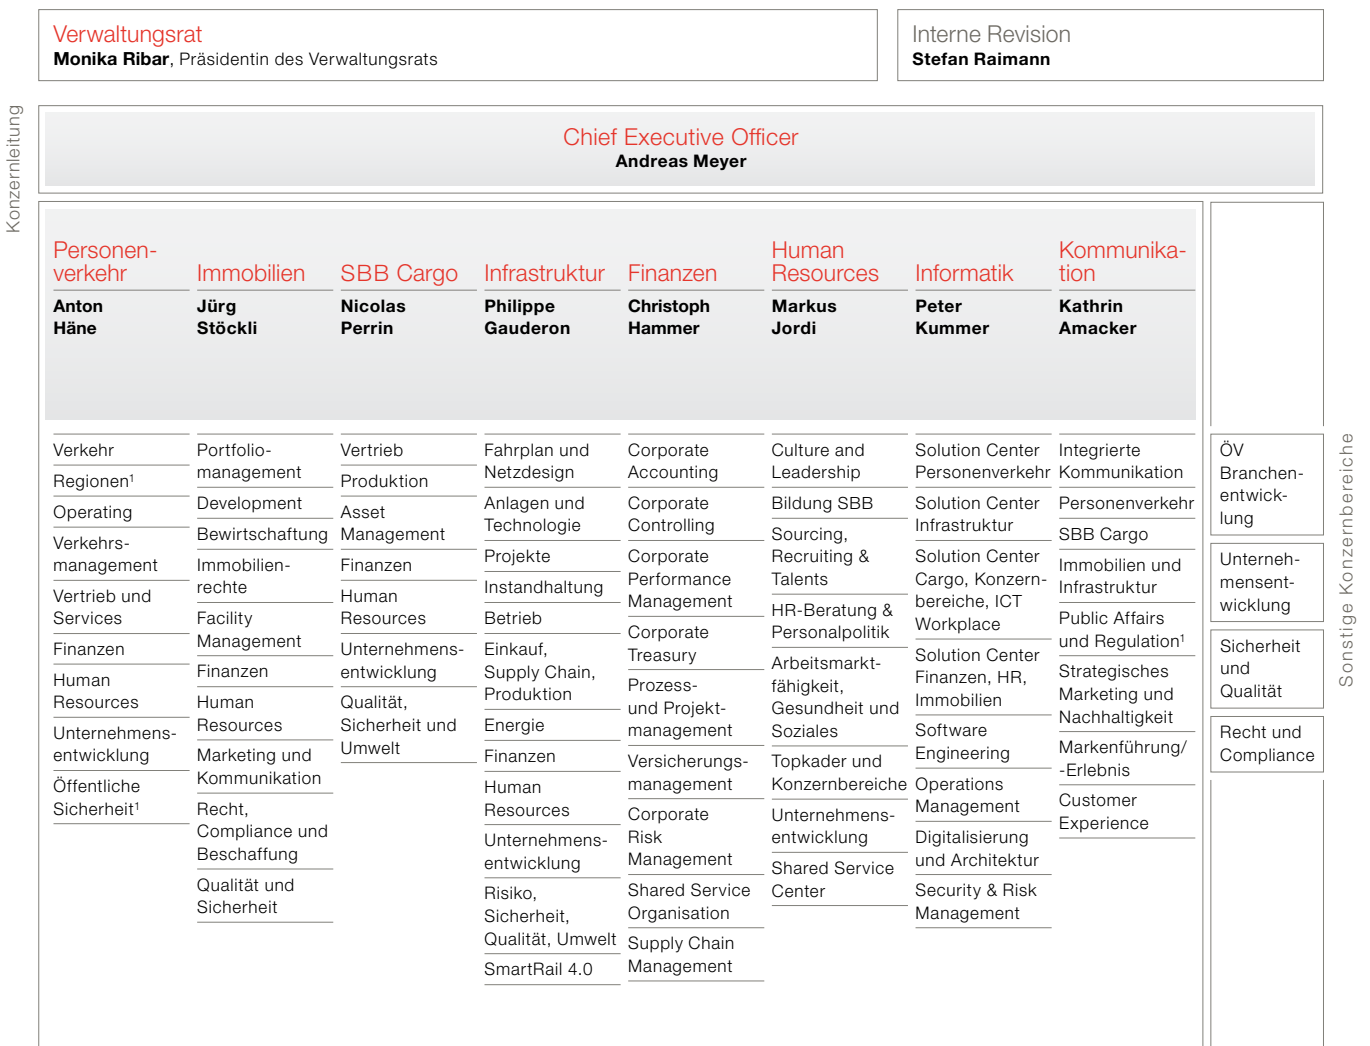 Verwaltungsrat
Monika Ribar, Präsidentin des Verwaltungsrats
Interne Revision
Stefan Raimann
Konzernleitung
Chief Executive Officer
Andreas Meyer
Personen-
verkehr
Anton
Häne
Verkehr
Regionen¹
Operating
Verkehrs-
management
Vertrieb und
Services
Finanzen
Human
Resources
Unternehmens-
entwicklung
Öffentliche
Sicherheit¹
Immobilien
Jürg
Stöckli
Portfolio-
management
Development
Bewirtschaftung
Immobilien-
rechte
Facility
Management
Finanzen
Human
Resources
Marketing und
Kommunikation
Recht,
Compliance und
Beschaffung
Qualität und
Sicherheit
SBB Cargo
Nicolas
Perrin
Vertrieb
Produktion
Asset
Management
Finanzen
Human
Resources
Unternehmens-
entwicklung
Qualität,
Sicherheit und
Umwelt
Infrastruktur
Philippe
Gauderon
Fahrplan und
Netzdesign
Anlagen und
Technologie
Projekte
Instandhaltung
Betrieb
Einkauf,
Supply Chain,
Produktion
Energie
Finanzen
Human
Resources
Unternehmens-
entwicklung
Risiko,
Sicherheit,
Qualität, Umwelt
SmartRail 4.0
Finanzen
Christoph
Hammer
Corporate
Accounting
Corporate
Controlling
Corporate
Performance
Management
Corporate
Treasury
Prozess-
und Projekt-
management
Versicherungs-
management
Corporate
Risk
Management
Shared Service
Organisation
Supply Chain
Management
Human
Resources
Markus
Jordi
Culture and
Leadership
Bildung SBB
Sourcing,
Recruiting &
Talents
HR-Beratung &
Personalpolitik
Arbeitsmarkt-
fähigkeit,
Gesundheit und
Soziales
Topkader und
Konzernbereiche
Unternehmens-
entwicklung
Shared Service
Center
Informatik
Peter
Kummer
Solution Center
Personenverkehr
Solution Center
Infrastruktur
Solution Center
Cargo, Konzern-
bereiche, ICT
Workplace
Solution Center
Finanzen, HR,
Immobilien
Software
Engineering
Operations
Management
Digitalisierung
und Architektur
Security & Risk
Management
Kommunika-
tion
Kathrin
Amacker
Integrierte
Kommunikation
Personenverkehr
SBB Cargo
Immobilien und
Infrastruktur
Public Affairs
und Regulation¹
Strategisches
Marketing und
Nachhaltigkeit
Markenführung/
-Erlebnis
Customer
Experience
ÖV
Branchen-
entwick-
lung
Unterneh-
mensent-
wicklung
Sicherheit
und
Qualität
Recht und
Compliance
Sonstige Konzernbereiche